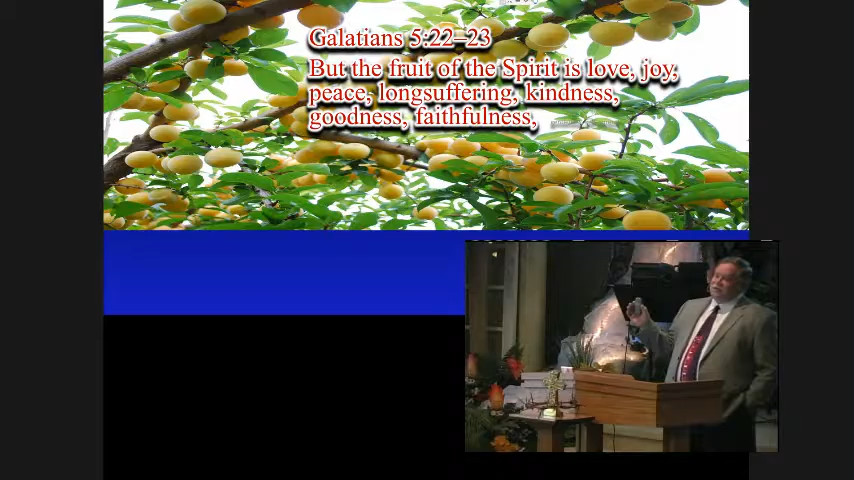 Galatians 5:22–23
But the fruit of the Spirit is love, joy,
peace, longsuffering, kindness,
goodness, faithfulness,